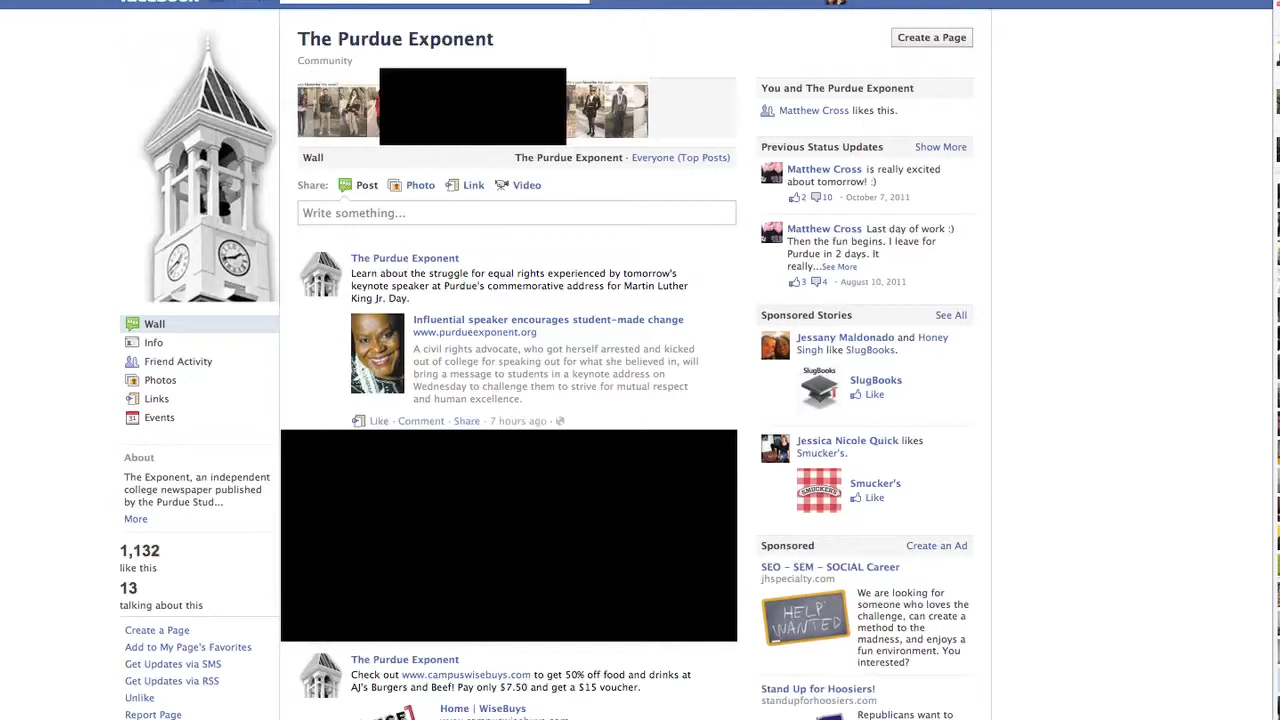 facebook
The Purdue Exponent
Create a Page
Community
Wall
The Purdue Exponent · Everyone (Top Posts)
Share: Post Photo Link Video
Write something...
The Purdue Exponent
Learn about the struggle for equal rights experienced by tomorrow's
keynote speaker at Purdue's commemorative address for Martin Luther
King Jr. Day.
Influential speaker encourages student-made change
www.purdueexponent.org
A civil rights advocate, who got herself arrested and kicked
out of college for speaking out for what she believed in, will
bring a message to students in a keynote address on
Wednesday to challenge them to strive for mutual respect
and human excellence.
Like · Comment · Share · 7 hours ago ·
The Purdue Exponent
Check out www.campuswisebuys.com to get 50% off food and drinks at
AJ's Burgers and Beef! Pay only $7.50 and get a $15 voucher.
Home | WiseBuys
www.campuswisebuys.com
Wall
Info
Friend Activity
Photos
Links
31
Events
About
The Exponent, an independent
college newspaper published
by the Purdue Stud...
More
1,132
like this
13
talking about this
Create a Page
Add to My Page's Favorites
Get Updates via SMS
Get Updates via RSS
Unlike
Report Page
You and The Purdue Exponent
Matthew Cross likes this.
Previous Status Updates
Show More
Matthew Cross is really excited
about tomorrow! :)
2 10 · October 7, 2011
Matthew Cross Last day of work :)
Then the fun begins. I leave for
Purdue in 2 days. It
really...See More
3 4 · August 10, 2011
Sponsored Stories
See All
Jessany Maldonado and Honey
Singh like SlugBooks.
SlugBooks
SlugBooks
Like
Jessica Nicole Quick likes
Smucker's.
SMUCKER'S
Smucker's
Like
Sponsored
Create an Ad
SEO - SEM - SOCIAL Career
jhspecialty.com
HELP
WANTED
We are looking for
someone who loves the
challenge, can create a
method to the
madness, and enjoys a
fun environment. You
interested?
Stand Up for Hoosiers!
standupforhoosiers.com
Republicans want to